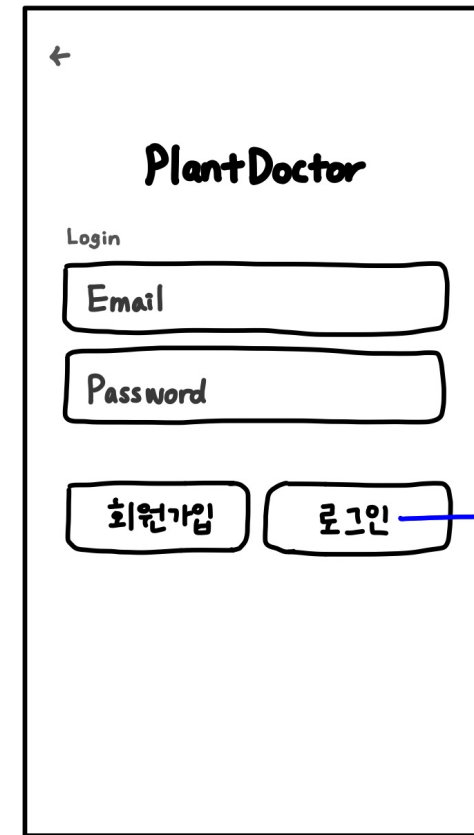 PlantDoctor
Login
Email
Password
회원가입 로그인